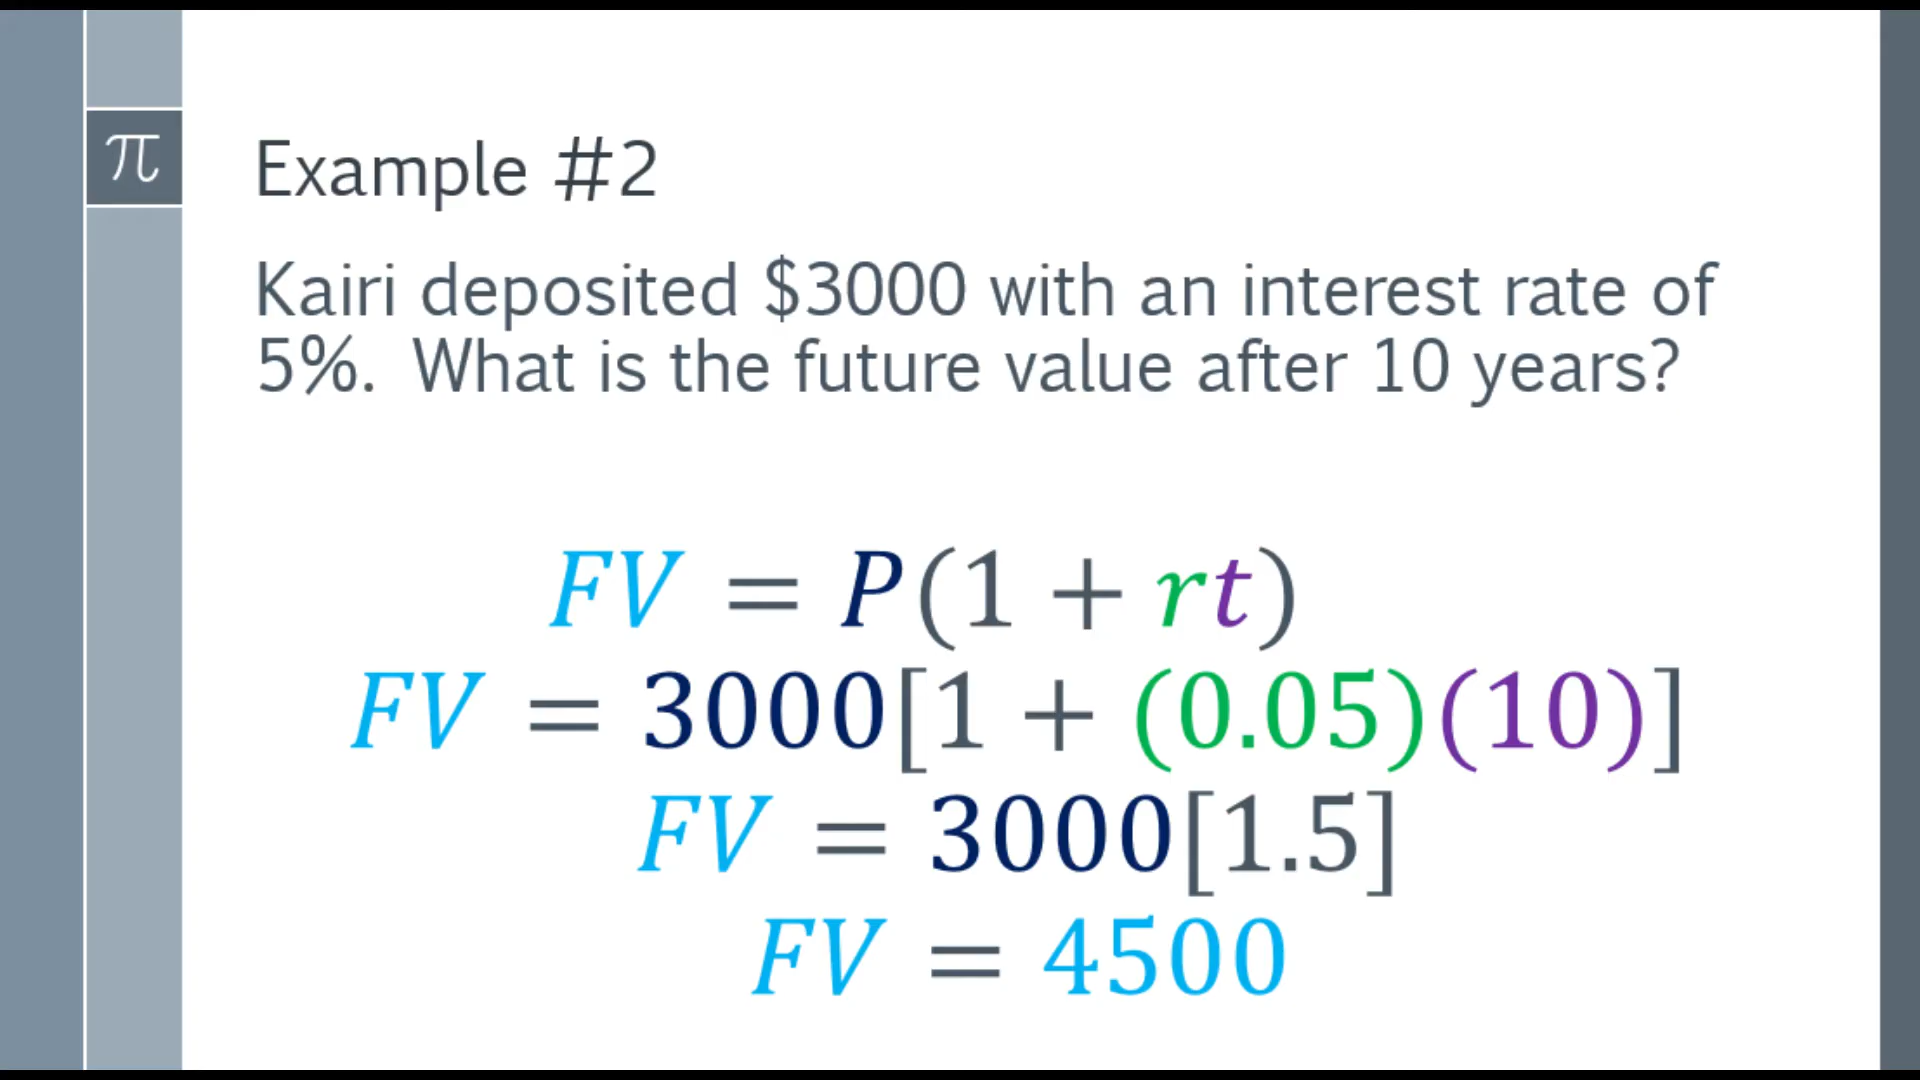 π
Example #2
Kairi deposited $3000 with an interest rate of
5%. What is the future value after 10 years?
FV = P(1 + rt)
FV = 3000[1 + (0.05)(10)]
FV = 3000[1.5]
FV = 4500